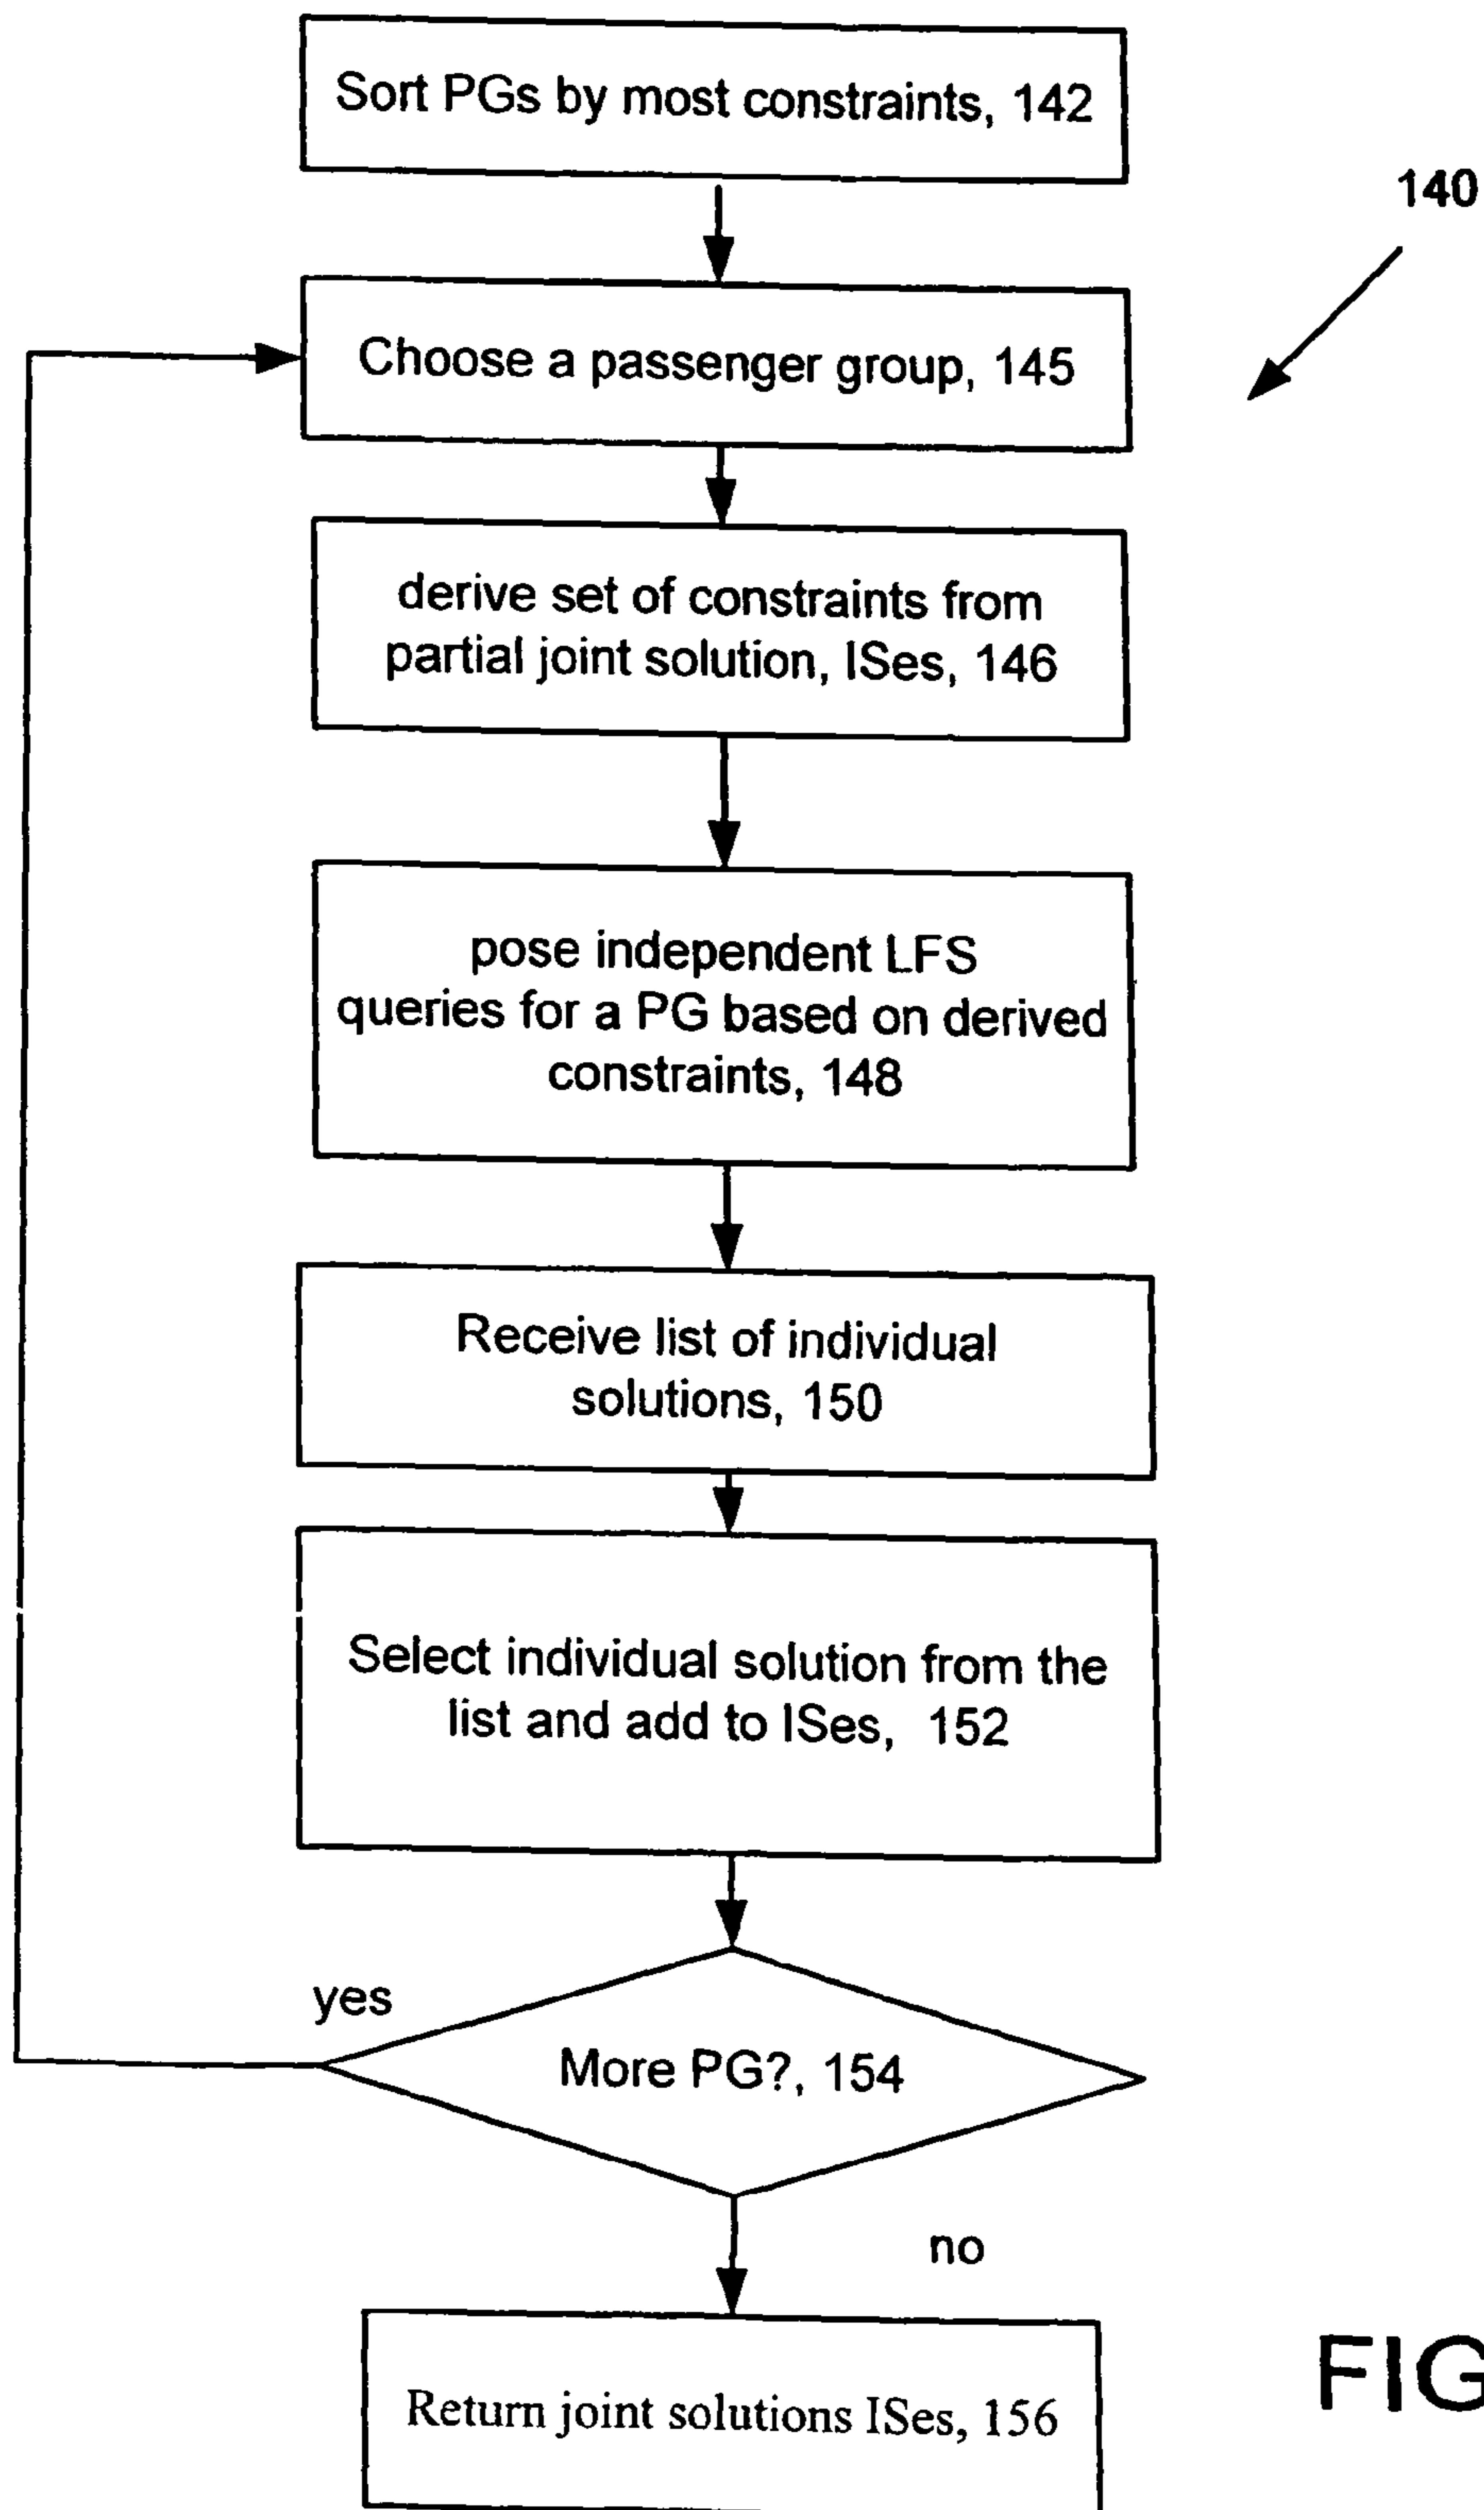 Sort PGs by most constraints, 142
140
Choose a passenger group, 145
derive set of constraints from
partial joint solution, ISes, 146
pose independent LFS
queries for a PG based on derived
constraints, 148
Receive list of individual
solutions, 150
Select individual solution from the
list and add to ISes, 152
yes
More PG?, 154
no
Return joint solutions ISes, 156
FIG